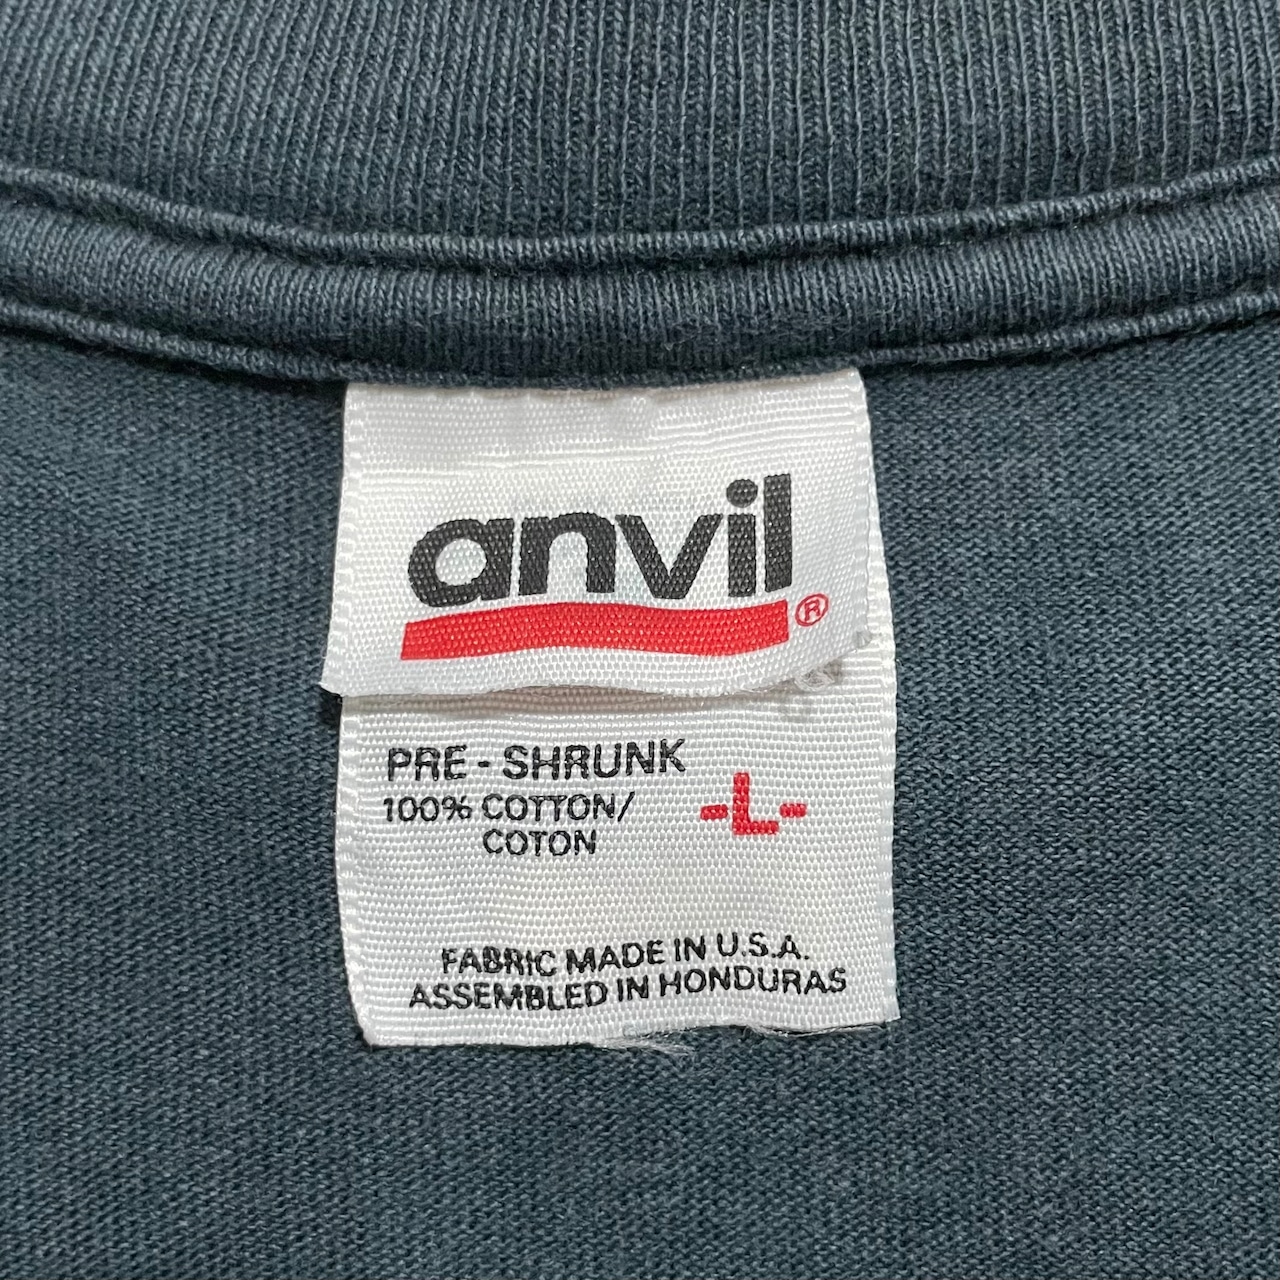 anvil®
PRE - SHRUNK
100% COTTON/
COTON
-L-
FABRIC MADE IN U.S.A.
ASSEMBLED IN HONDURAS